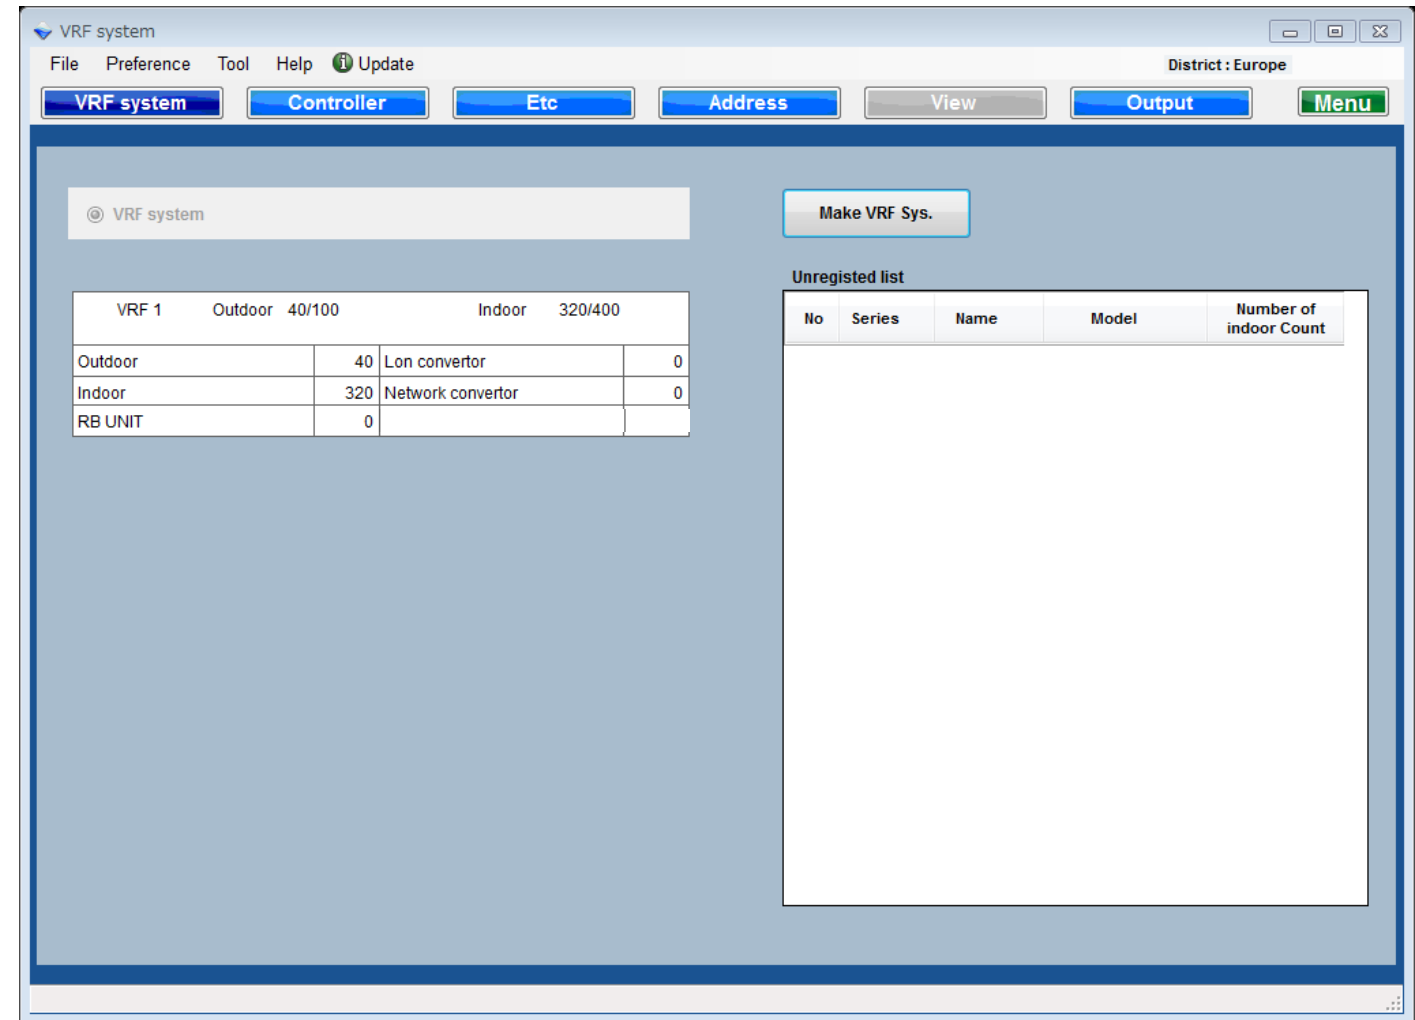 VRF system
File Preference Tool Help Update District : Europe
VRF system Controller Etc Address View Output Menu
VRF system
Make VRF Sys.
Unregisted list
VRF 1 Outdoor 40/100 Indoor 320/400
Outdoor 40 Lon convertor 0
Indoor 320 Network convertor 0
RB UNIT 0
No Series Name Model Number of indoor Count